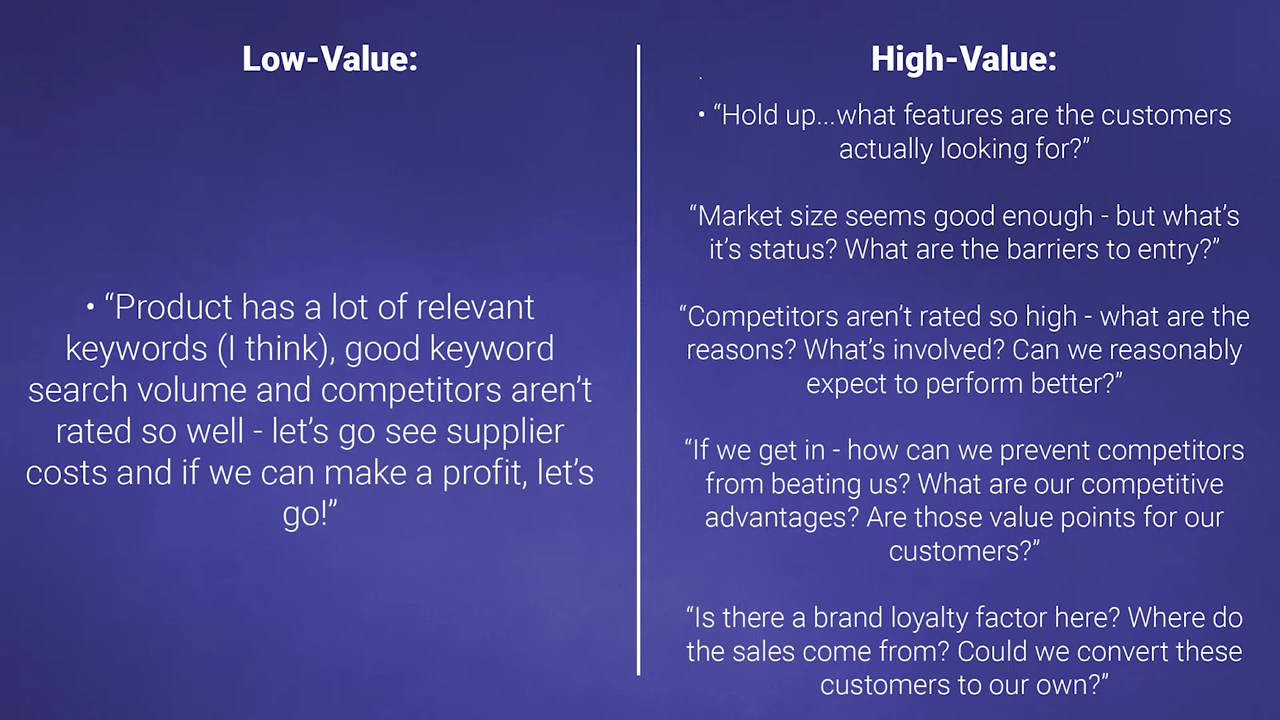 Low-Value:
• “Product has a lot of relevant
keywords (I think), good keyword
search volume and competitors aren’t
rated so well - let’s go see supplier
costs and if we can make a profit, let’s
go!”
High-Value:
• “Hold up...what features are the customers
actually looking for?”
“Market size seems good enough - but what’s
it’s status? What are the barriers to entry?”
“Competitors aren’t rated so high - what are the
reasons? What’s involved? Can we reasonably
expect to perform better?”
“If we get in - how can we prevent competitors
from beating us? What are our competitive
advantages? Are those value points for our
customers?”
“Is there a brand loyalty factor here? Where do
the sales come from? Could we convert these
customers to our own?”